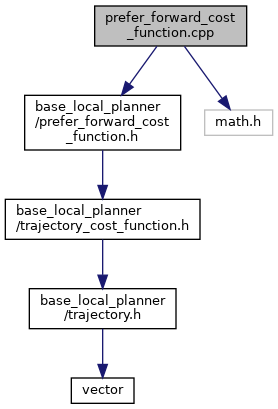 prefer_forward_cost
_function.cpp
base_local_planner
/prefer_forward_cost
_function.h
math.h
base_local_planner
/trajectory_cost_function.h
base_local_planner
/trajectory.h
vector